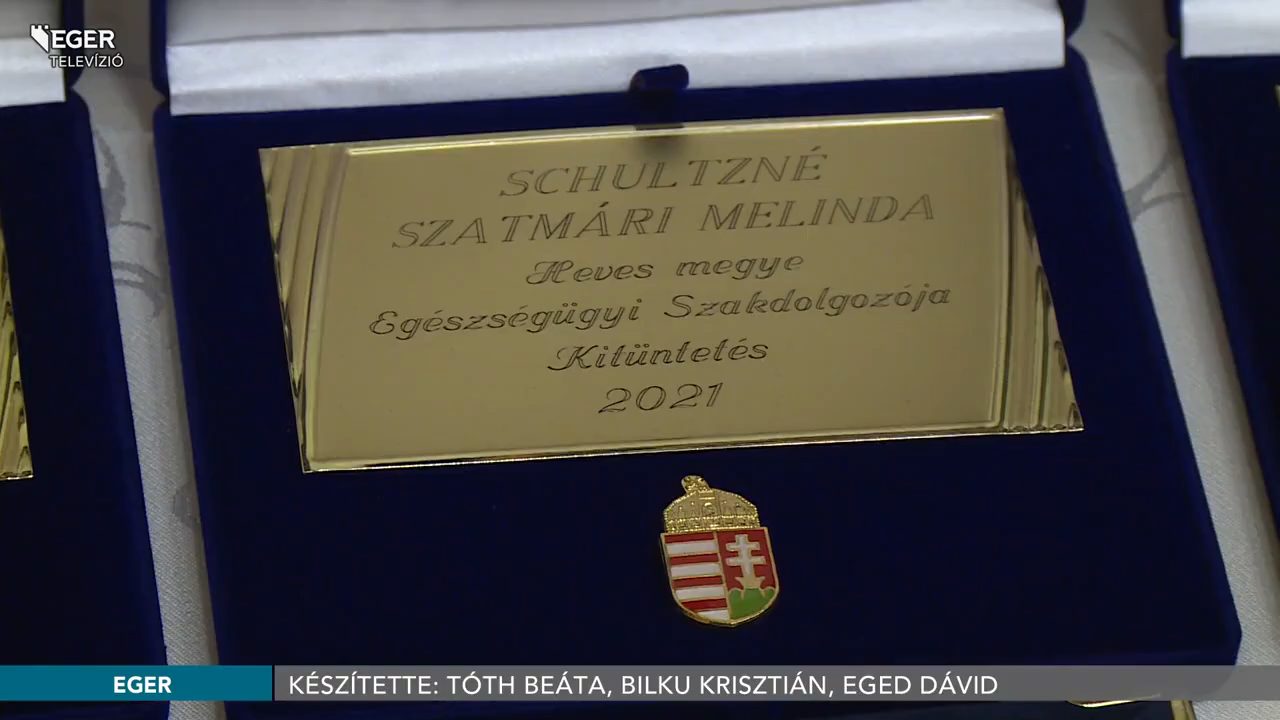 EGER
TELEVÍZIÓ
SCHULTZNÉ
SZATMÁRI MELINDA
Heves megye
Egészségügyi Szakdolgozója
Kitüntetés
2021
EGER
KÉSZÍTETTE: TÓTH BEÁTA, BILKU KRISZTIÁN, EGED DÁVID